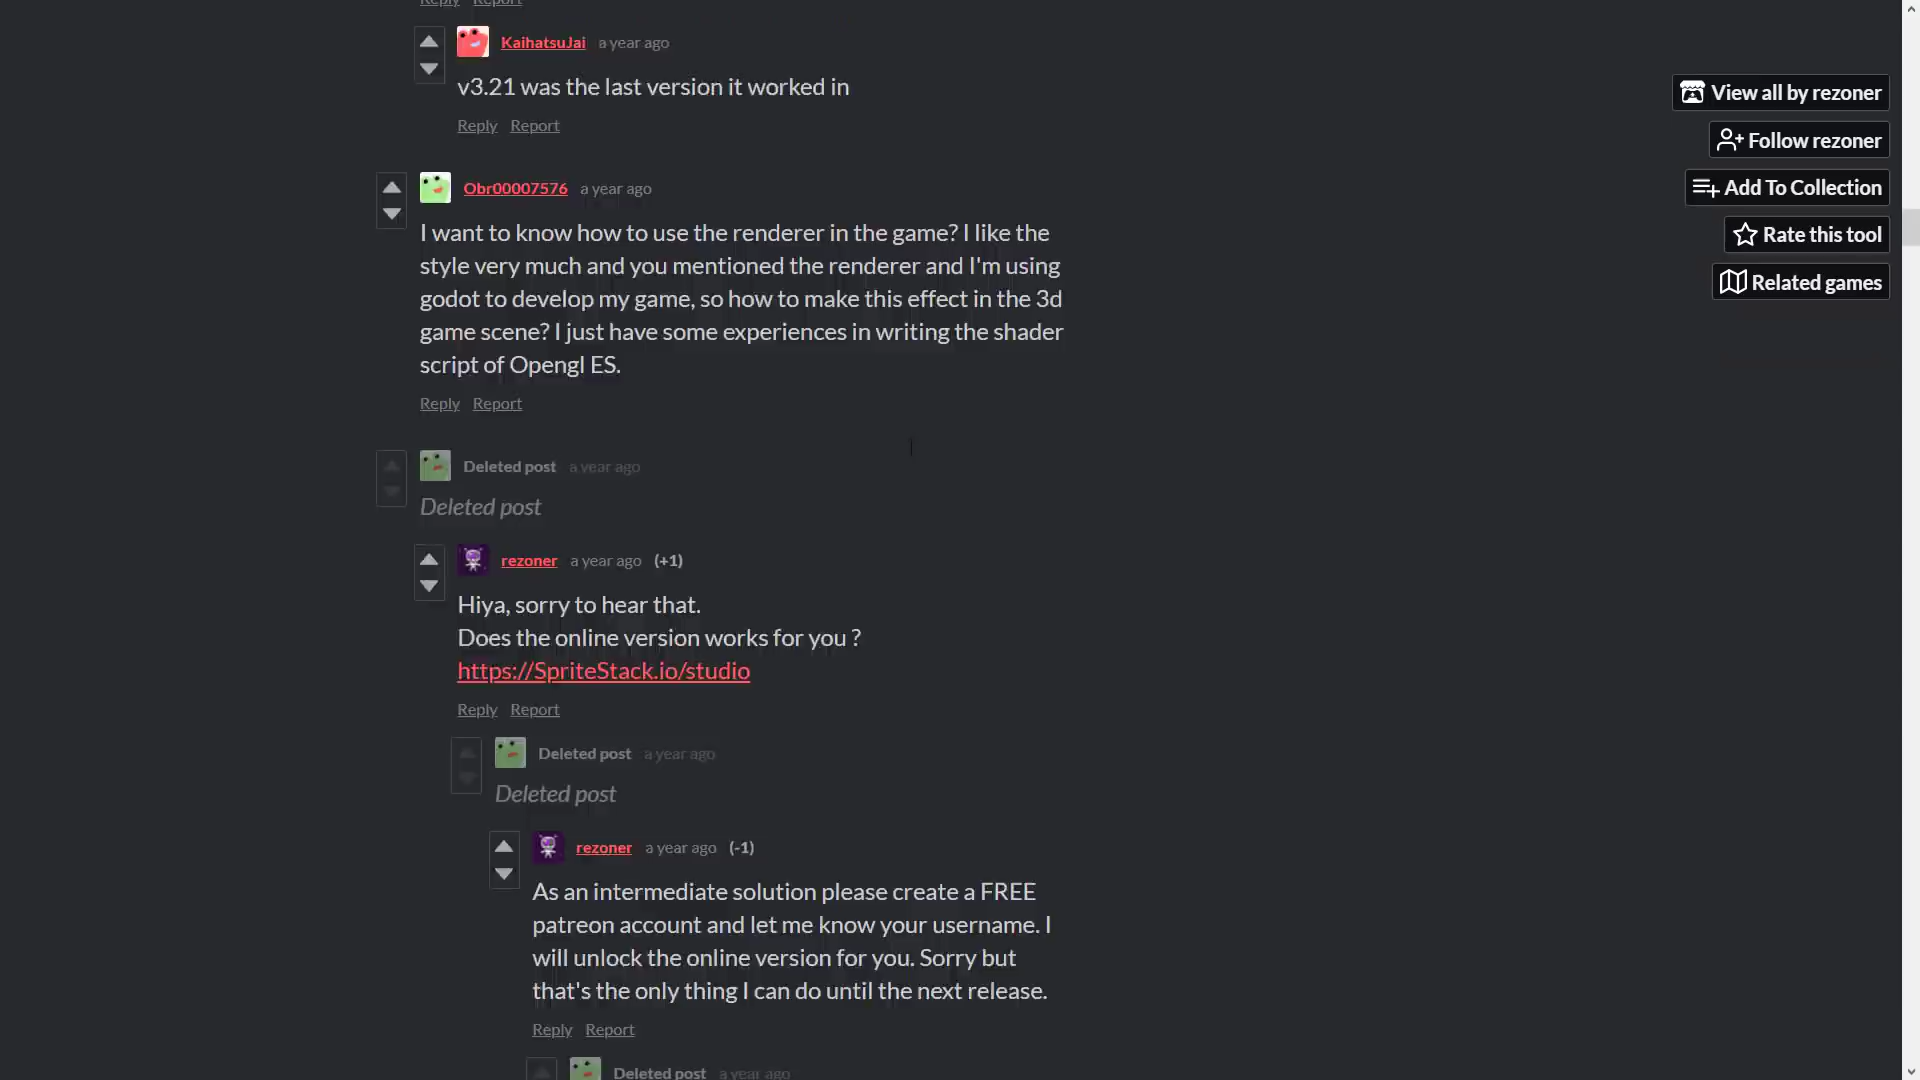 Reply Report
KaihatsuJai a year ago
v3.21 was the last version it worked in
Reply Report
View all by rezoner
Follow rezoner
Add To Collection
Rate this tool
Related games
Obr00007576 a year ago
I want to know how to use the renderer in the game? I like the
style very much and you mentioned the renderer and I'm using
godot to develop my game, so how to make this effect in the 3d
game scene? I just have some experiences in writing the shader
script of Opengl ES.
Reply Report
Deleted post a year ago
Deleted post
rezoner a year ago (+1)
Hiya, sorry to hear that.
Does the online version works for you ?
https://SpriteStack.io/studio
Reply Report
Deleted post a year ago
Deleted post
rezoner a year ago (-1)
As an intermediate solution please create a FREE
patreon account and let me know your username. I
will unlock the online version for you. Sorry but
that's the only thing I can do until the next release.
Reply Report
Deleted post a year ago